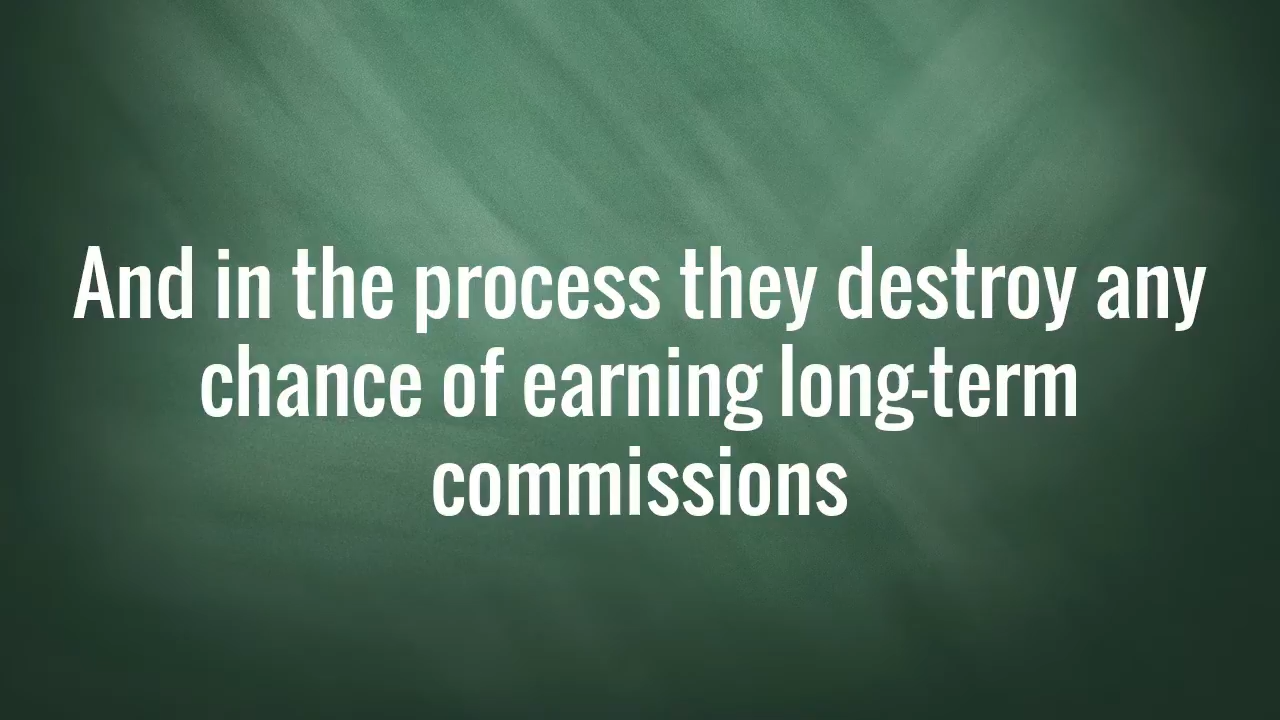 And in the process they destroy any
chance of earning long-term
commissions